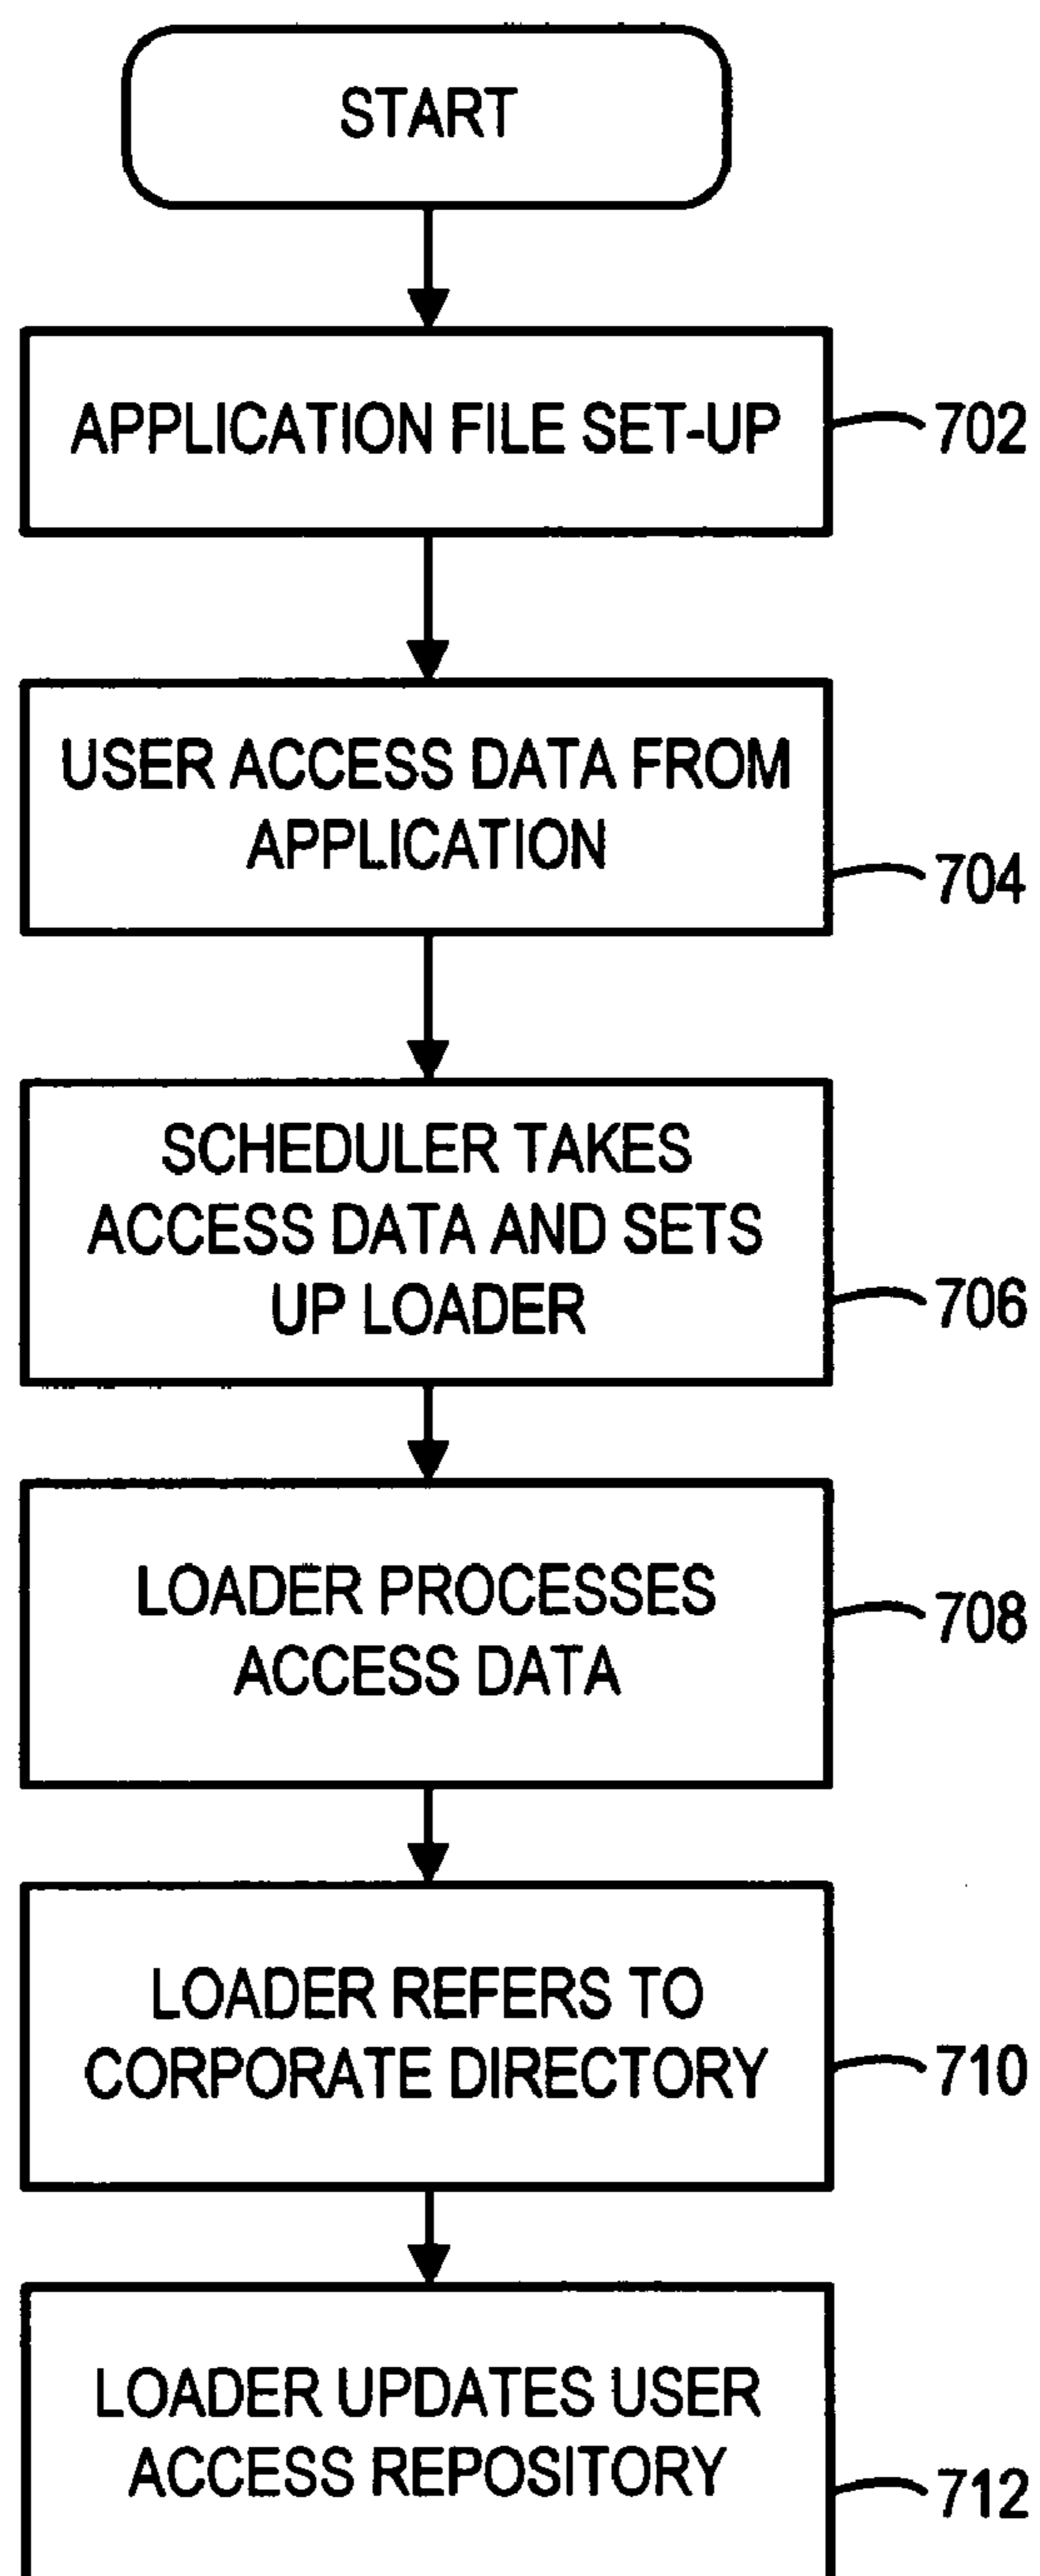 START
APPLICATION FILE SET-UP
702
USER ACCESS DATA FROM
APPLICATION
704
SCHEDULER TAKES
ACCESS DATA AND SETS
UP LOADER
706
LOADER PROCESSES
ACCESS DATA
708
LOADER REFERS TO
CORPORATE DIRECTORY
710
LOADER UPDATES USER
ACCESS REPOSITORY
712